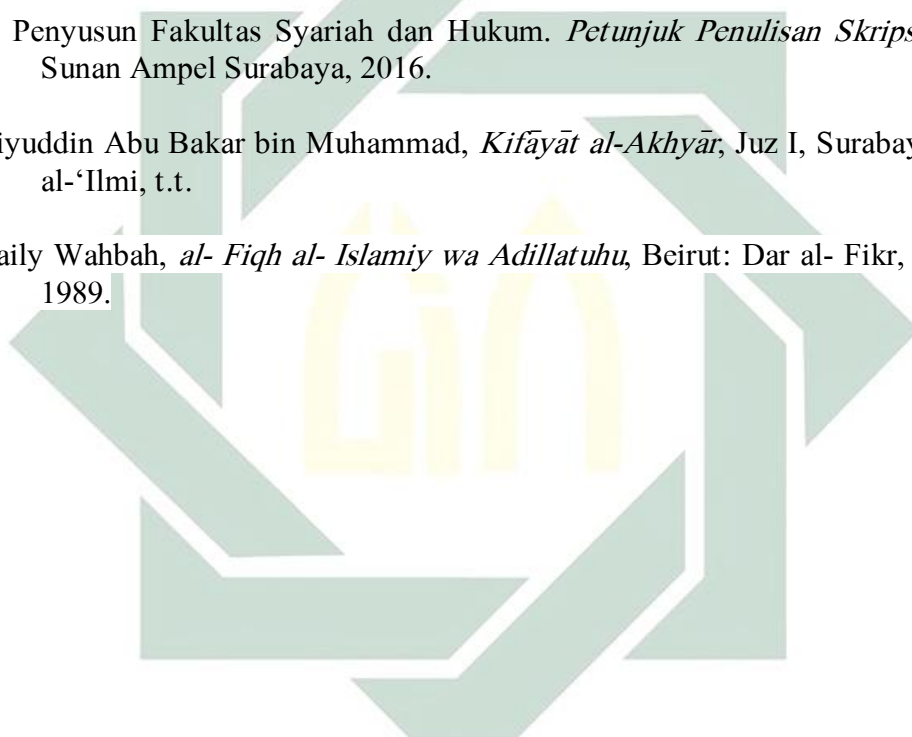 Penyusun Fakultas Syariah dan Hukum. Petunjuk Penulisan Skrips
Sunan Ampel Surabaya, 2016.
iyuddin Abu Bakar bin Muhammad, Kifāyāt al-Akhyār, Juz I, Surabay
al-‘Ilmi, t.t.
aily Wahbah, al- Fiqh al- Islamiy wa Adillatuhu, Beirut: Dar al- Fikr,
1989.